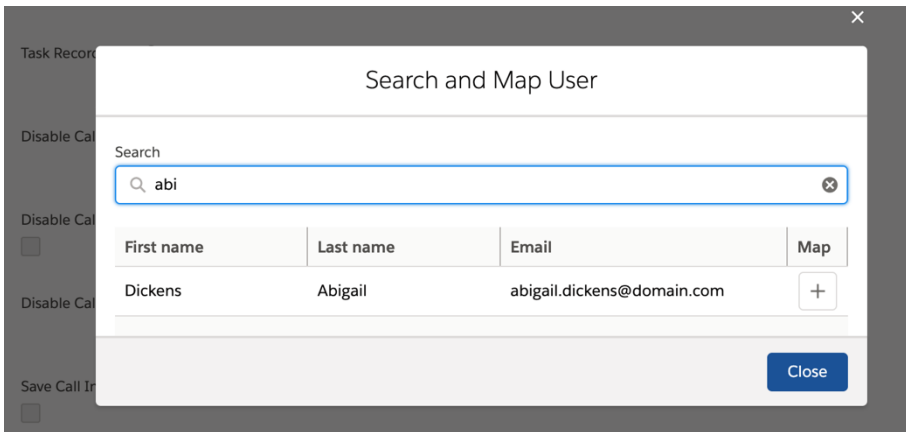 Task Record
Search and Map User
Disable Cal
Search
abi
Disable Cal
First name Last name Email Map
Dickens Abigail abigail.dickens@domain.com
Disable Cal
Close
Save Call In